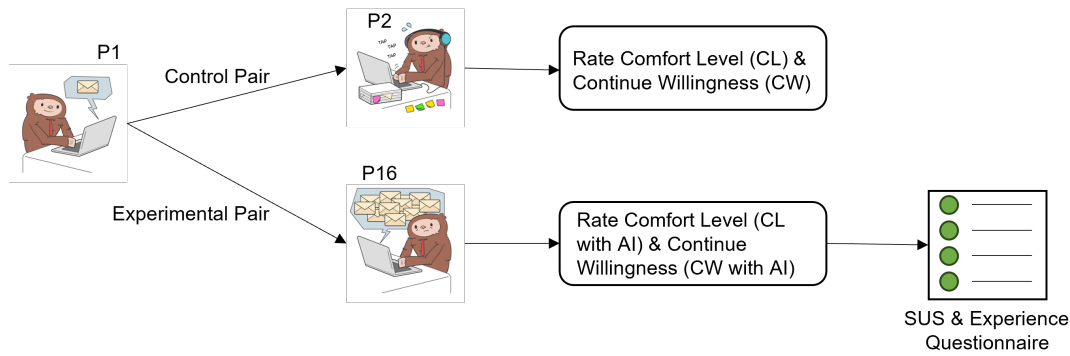 P1
Control Pair
P2
TAP
TAP
TAP
Rate Comfort Level (CL) &
Continue Willingness (CW)
Experimental Pair
P16
Rate Comfort Level (CL
with AI) & Continue
Willingness (CW with AI)
SUS & Experience
Questionnaire